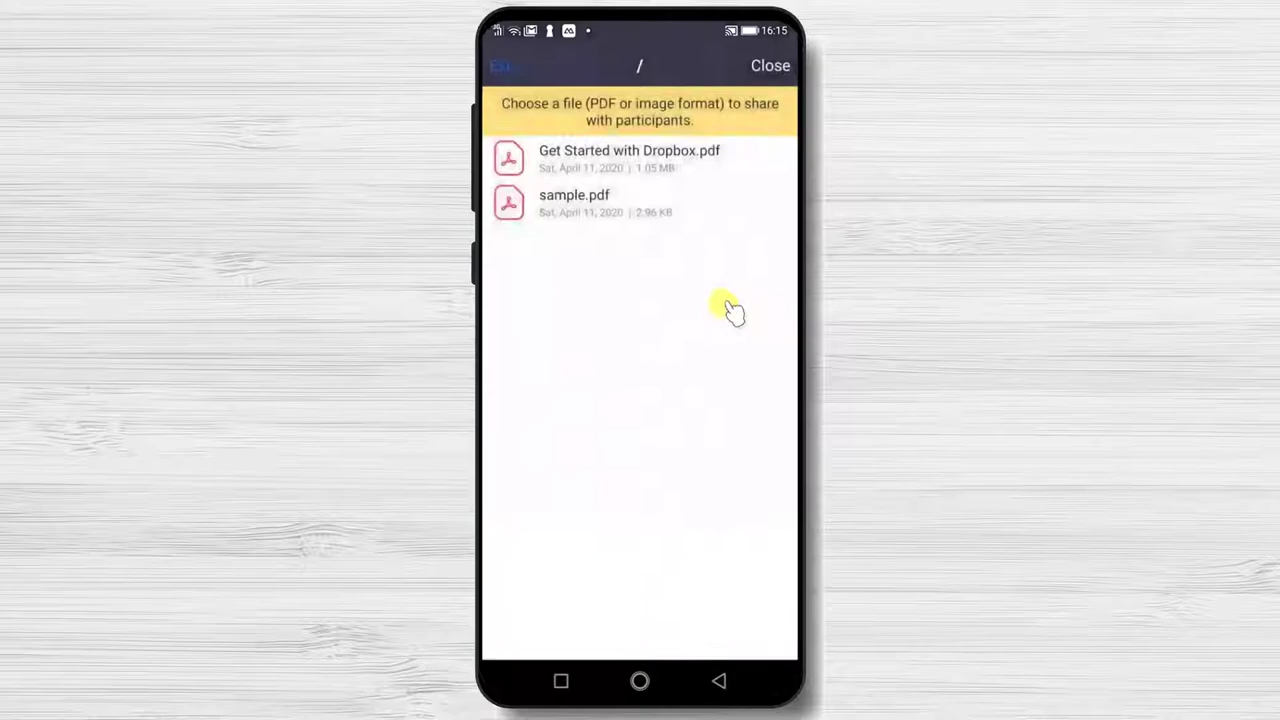 16:15
/
Close
Choose a file (PDF or image format) to share
with participants.
Get Started with Dropbox.pdf
Sat, April 11, 2020 | 1.05 MB
sample.pdf
Sat, April 11, 2020 | 2.96 KB